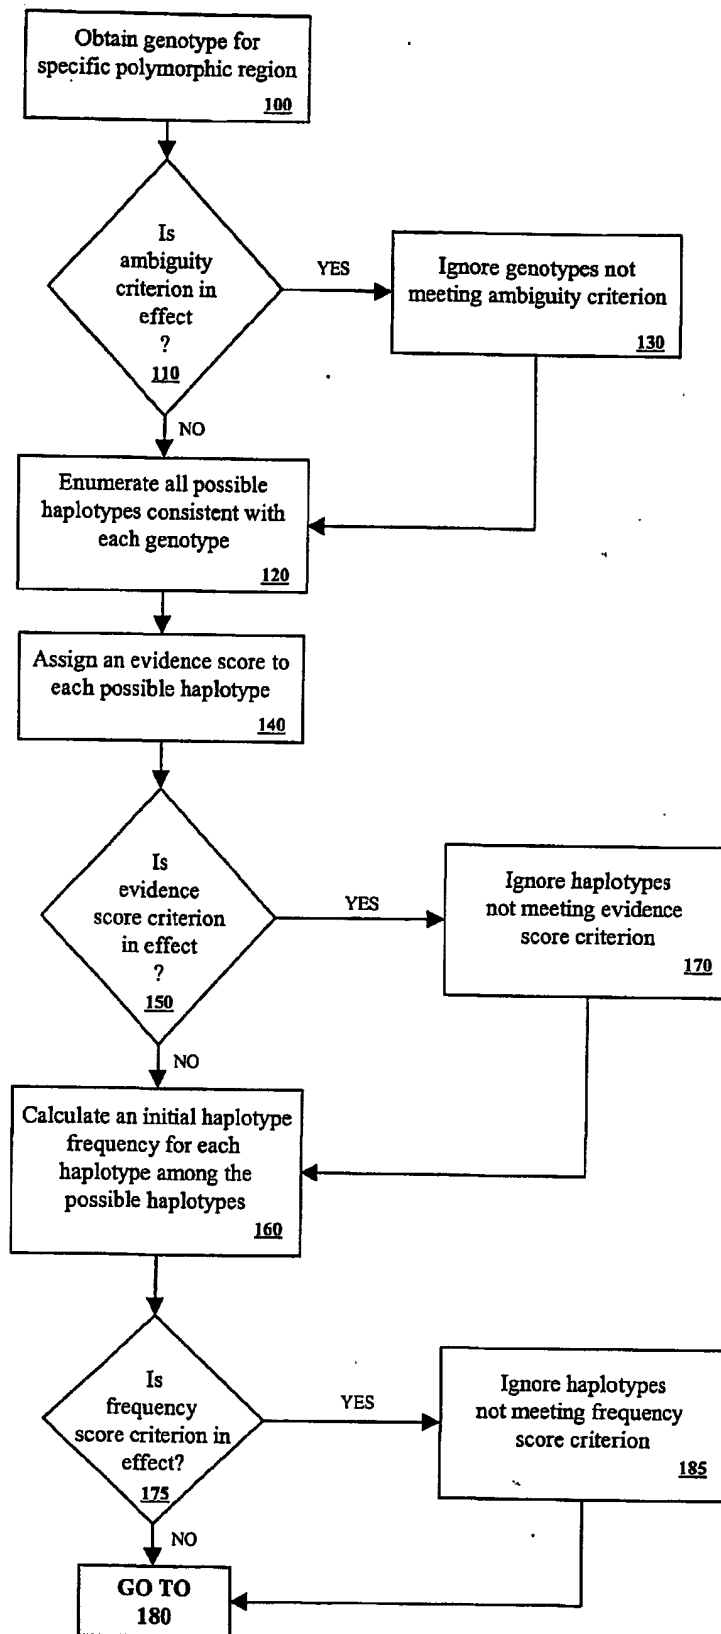 Obtain genotype for
specific polymorphic region
100
Is
ambiguity
criterion in
effect
?
110
YES
Ignore genotypes not
meeting ambiguity criterion
130
NO
Enumerate all possible
haplotypes consistent with
each genotype
120
Assign an evidence score to
each possible haplotype
140
Is
evidence
score criterion
in effect
?
150
YES
Ignore haplotypes
not meeting evidence
score criterion
170
NO
Calculate an initial haplotype
frequency for each
haplotype among the
possible haplotypes
160
Is
frequency
score criterion in
effect?
175
YES
Ignore haplotypes
not meeting frequency
score criterion
185
NO
GO TO
180